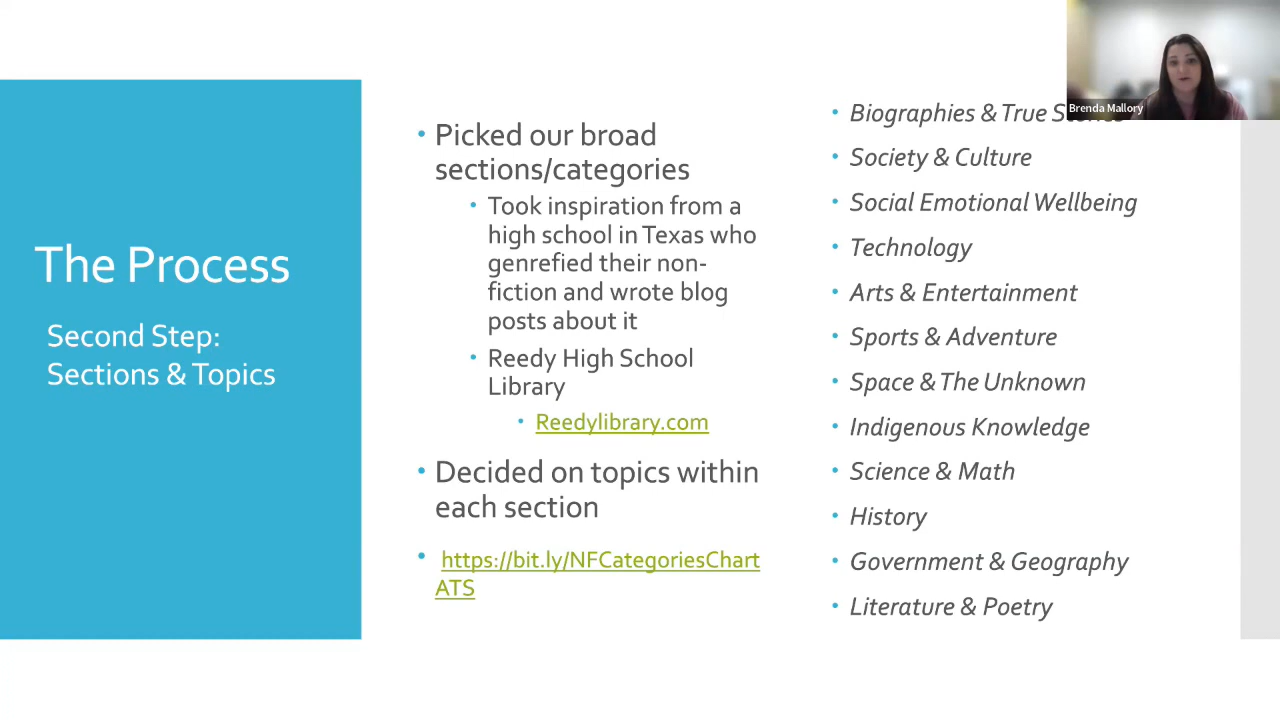 The Process
Second Step:
Sections & Topics
• Picked our broad
sections/categories
• Took inspiration from a
high school in Texas who
genrefied their non-
fiction and wrote blog
posts about it
• Reedy High School
Library
• Reedylibrary.com
• Decided on topics within
each section
• https://bit.ly/NFCategoriesChart
ATS
• Biographies & True Stories
• Society & Culture
• Social Emotional Wellbeing
• Technology
• Arts & Entertainment
• Sports & Adventure
• Space & The Unknown
• Indigenous Knowledge
• Science & Math
• History
• Government & Geography
• Literature & Poetry
Brenda Mallory